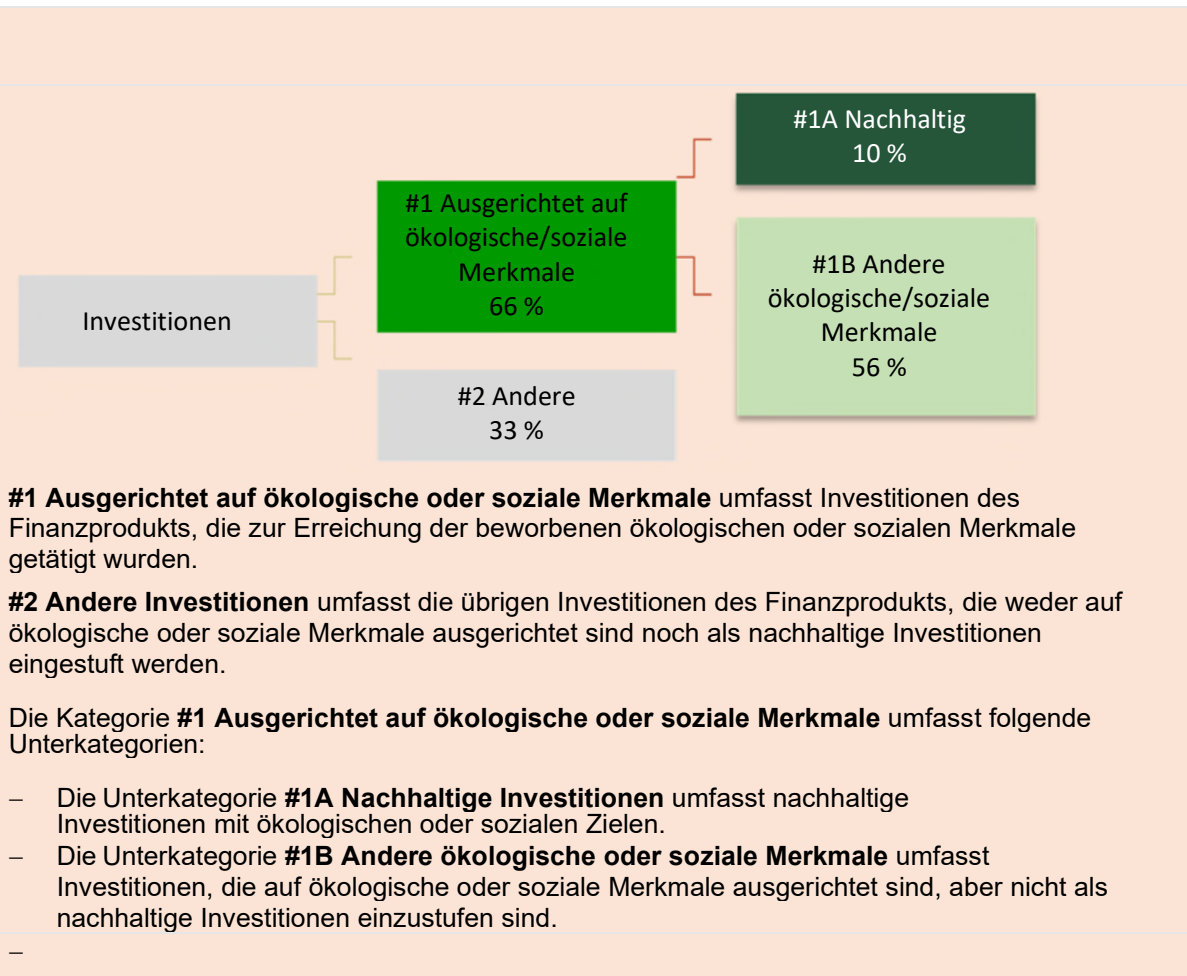 #1A Nachhaltig
10 %
#1 Ausgerichtet auf
ökologische/soziale
Merkmale
66 %
#1B Andere
ökologische/soziale
Merkmale
56 %
Investitionen
#2 Andere
33 %
#1 Ausgerichtet auf ökologische oder soziale Merkmale umfasst Investitionen des
Finanzprodukts, die zur Erreichung der beworbenen ökologischen oder sozialen Merkmale
getätigt wurden.
#2 Andere Investitionen umfasst die übrigen Investitionen des Finanzprodukts, die weder auf
ökologische oder soziale Merkmale ausgerichtet sind noch als nachhaltige Investitionen
eingestuft werden.
Die Kategorie #1 Ausgerichtet auf ökologische oder soziale Merkmale umfasst folgende
Unterkategorien:
– Die Unterkategorie #1A Nachhaltige Investitionen umfasst nachhaltige
Investitionen mit ökologischen oder sozialen Zielen.
– Die Unterkategorie #1B Andere ökologische oder soziale Merkmale umfasst
Investitionen, die auf ökologische oder soziale Merkmale ausgerichtet sind, aber nicht als
nachhaltige Investitionen einzustufen sind.
–